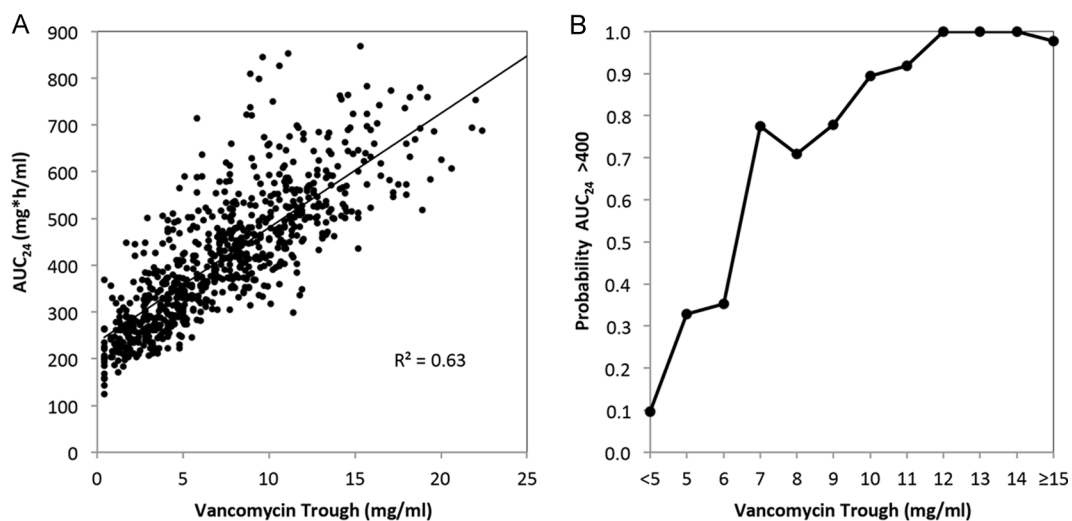 A
900
800
700
600
500
400
300
200
100
0
AUC24 (mg*h/ml)
R² = 0.63
0 5 10 15 20 25
Vancomycin Trough (mg/ml)
B
1.0
0.9
0.8
0.7
0.6
0.5
0.4
0.3
0.2
0.1
0.0
Probability AUC24 >400
<5 5 6 7 8 9 10 11 12 13 14 ≥15
Vancomycin Trough (mg/ml)